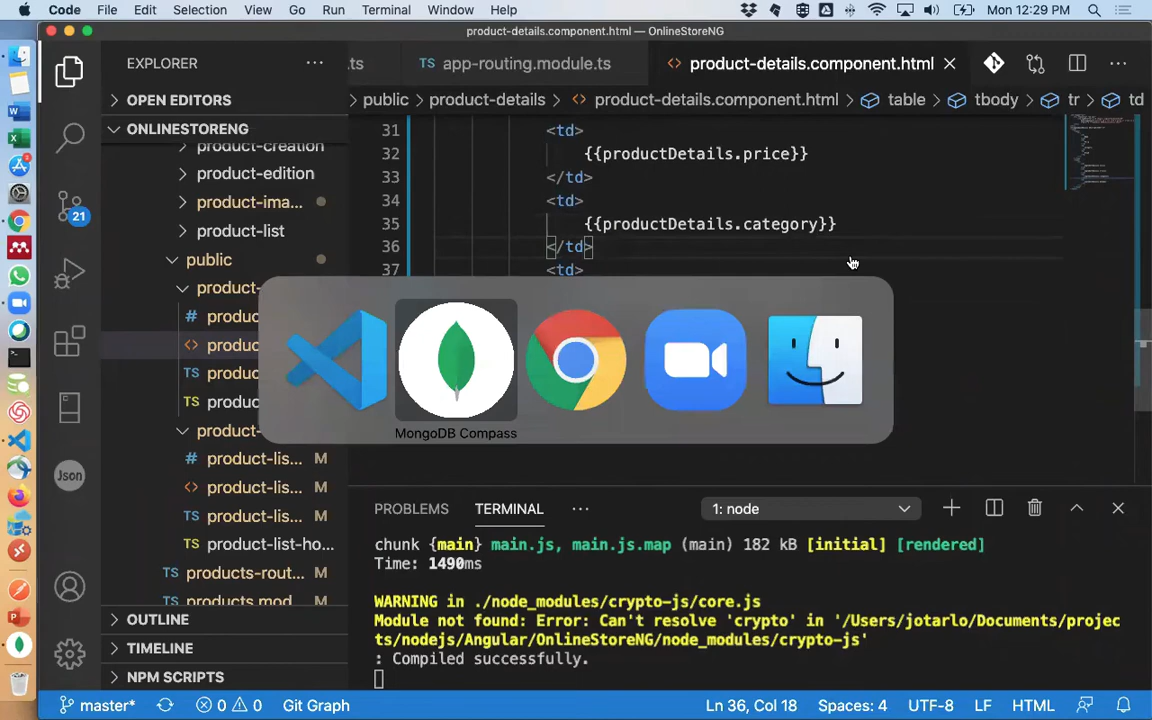 Code File Edit Selection View Go Run Terminal Window Help Mon 12:29 PM
product-details.component.html — OnlineStoreNG
EXPLORER
.ts app-routing.module.ts product-details.component.html
OPEN EDITORS
public product-details product-details.component.html table tbody tr td
ONLINESTORENG
product-creation
product-edition
product-ima...
product-list
public
product-
produc
produc
produc
produc
product-
product-lis... M
product-lis... M
product-lis... M
product-list-ho...
products-rout...
products.mod
OUTLINE
TIMELINE
NPM SCRIPTS
31 <td>
32 {{productDetails.price}}
33 </td>
34 <td>
35 {{productDetails.category}}
36 </td>
37 <td>
MongoDB Compass
21
Json
PROBLEMS TERMINAL 1: node
chunk {main} main.js, main.js.map (main) 182 kB [initial] [rendered]
Time: 1490ms
WARNING in ./node_modules/crypto-js/core.js
Module not found: Error: Can't resolve 'crypto' in '/Users/jotarlo/Documents/projec
ts/nodejs/Angular/OnlineStoreNG/node_modules/crypto-js'
: Compiled successfully.
master* 0 0 Git Graph Ln 36, Col 18 Spaces: 4 UTF-8 LF HTML